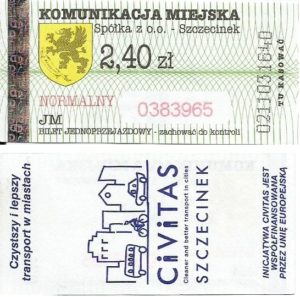 KOMUNIKACJA MIEJSKA
Spółka z o.o. - Szczecinek
2,40 zł
NORMALNY
0383965
JM
BILET JEDNOPRZEJAZDOWY - zachować do kontroli
TU KASOWAĆ
Czystszy i lepszy
transport w miastach
CiViTAS
Cleaner and better transport in cities
SZCZECINEK
INICJATYWA CIVITAS JEST
WSPÓŁFINANSOWANA
PRZEZ UNIĘ EUROPEJSKĄ